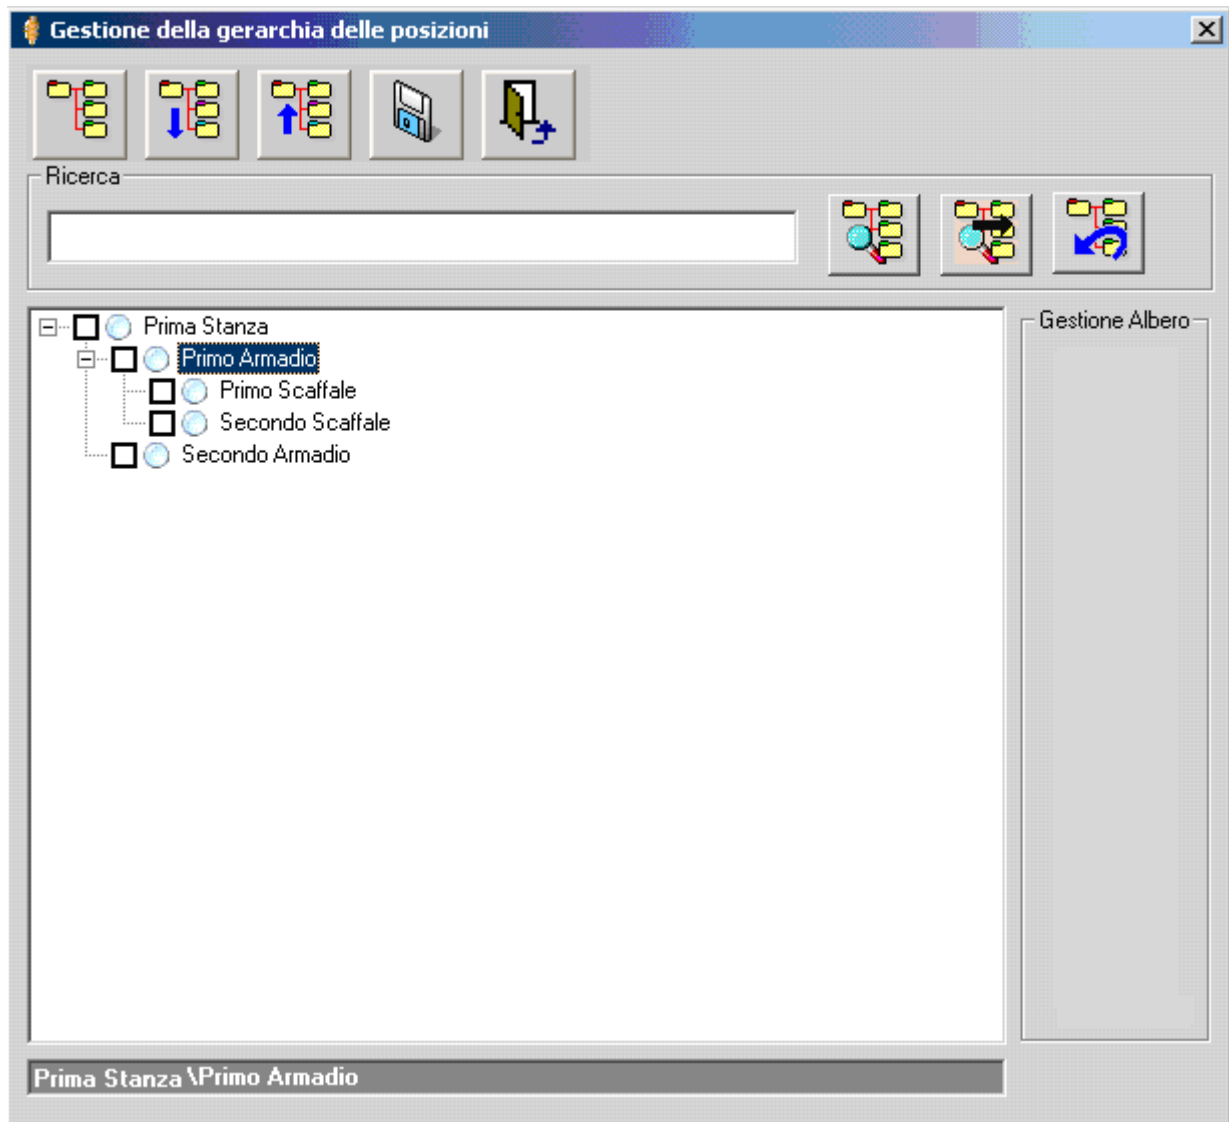 Gestione della gerarchia delle posizioni
Ricerca
Prima Stanza
Primo Armadio
Primo Scaffale
Secondo Scaffale
Secondo Armadio
Gestione Albero
Prima Stanza\Primo Armadio